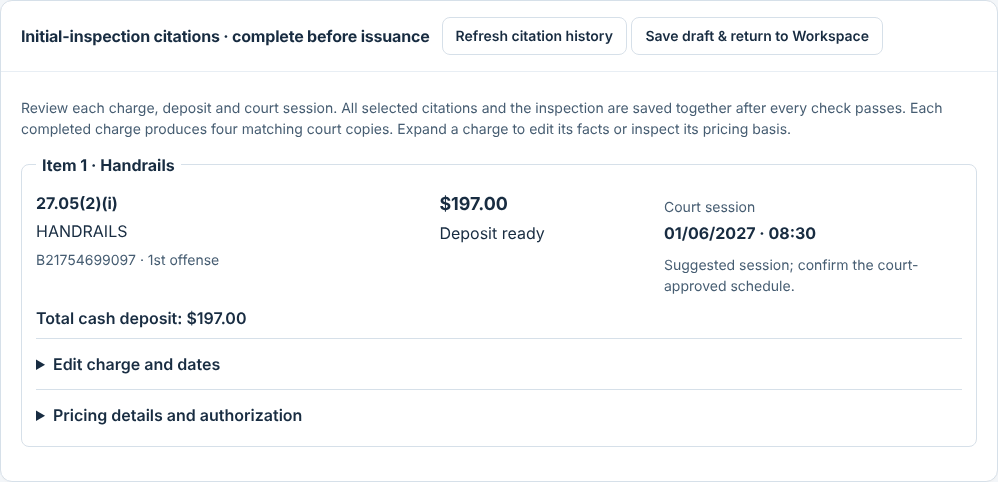 Initial-inspection citations · complete before issuance
Refresh citation history
Save draft & return to Workspace
Review each charge, deposit and court session. All selected citations and the inspection are saved together after every check passes. Each
completed charge produces four matching court copies. Expand a charge to edit its facts or inspect its pricing basis.
Item 1 · Handrails
27.05(2)(i)
HANDRAILS
B21754699097 · 1st offense
$197.00
Deposit ready
Court session
01/06/2027 · 08:30
Suggested session; confirm the court-
approved schedule.
Total cash deposit: $197.00
Edit charge and dates
Pricing details and authorization